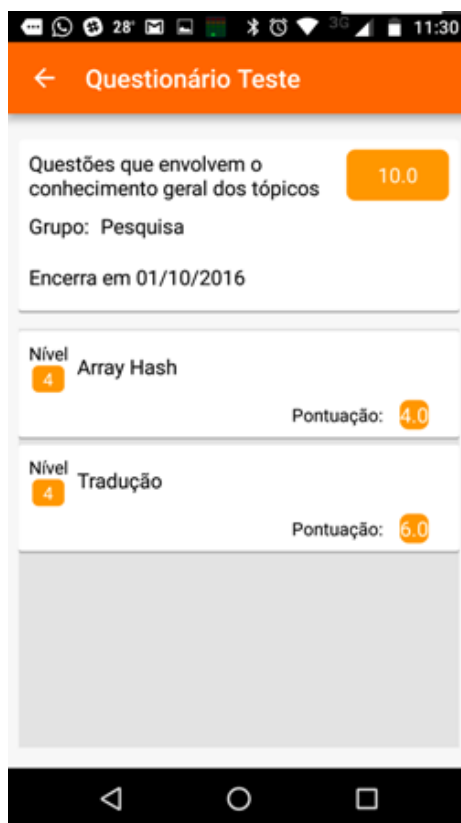 28° 3G 11:30
Questionário Teste
Questões que envolvem o
conhecimento geral dos tópicos
10.0
Grupo: Pesquisa
Encerra em 01/10/2016
Nível
4
Array Hash
Pontuação: 4.0
Nível
4
Tradução
Pontuação: 6.0